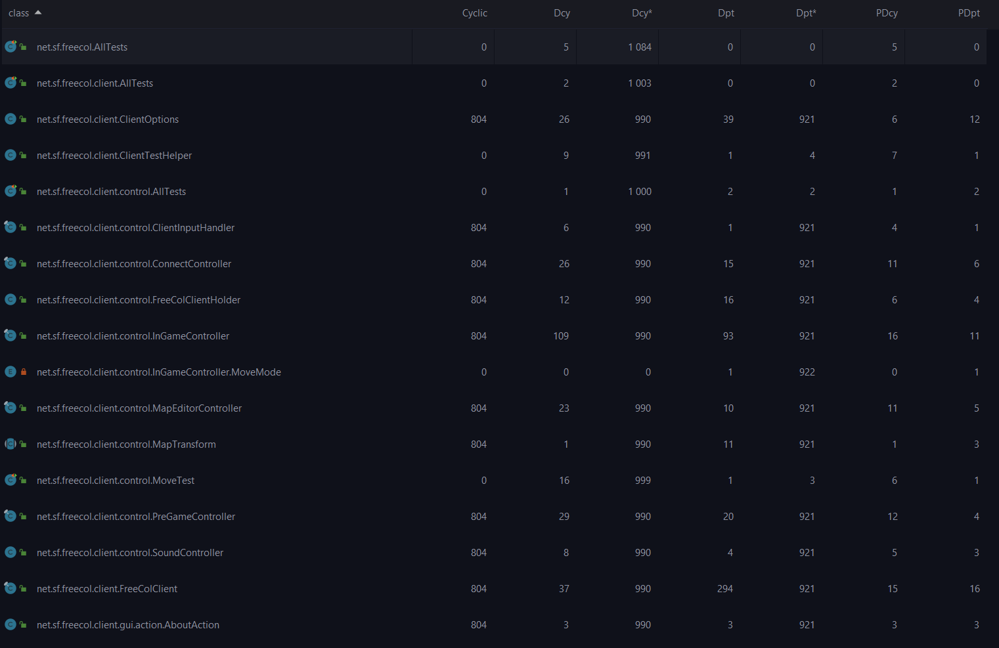 class Cyclic Dcy Dcy* Dpt Dpt* PDcy PDpt
net.sf.freecol.AllTests 0 5 1 084 0 0 5 0
net.sf.freecol.client.AllTests 0 2 1 003 0 0 2 0
net.sf.freecol.client.ClientOptions 804 26 990 39 921 6 12
net.sf.freecol.client.ClientTestHelper 0 9 991 1 4 7 1
net.sf.freecol.client.control.AllTests 0 1 1 000 2 2 1 2
net.sf.freecol.client.control.ClientInputHandler 804 6 990 1 921 4 1
net.sf.freecol.client.control.ConnectController 804 26 990 15 921 11 6
net.sf.freecol.client.control.FreeColClientHolder 804 12 990 16 921 6 4
net.sf.freecol.client.control.InGameController 804 109 990 93 921 16 11
net.sf.freecol.client.control.InGameController.MoveMode 0 0 0 1 922 0 1
net.sf.freecol.client.control.MapEditorController 804 23 990 10 921 11 5
net.sf.freecol.client.control.MapTransform 804 1 990 11 921 1 3
net.sf.freecol.client.control.MoveTest 0 16 999 1 3 6 1
net.sf.freecol.client.control.PreGameController 804 29 990 20 921 12 4
net.sf.freecol.client.control.SoundController 804 8 990 4 921 5 3
net.sf.freecol.client.FreeColClient 804 37 990 294 921 15 16
net.sf.freecol.client.gui.action.AboutAction 804 3 990 3 921 3 3